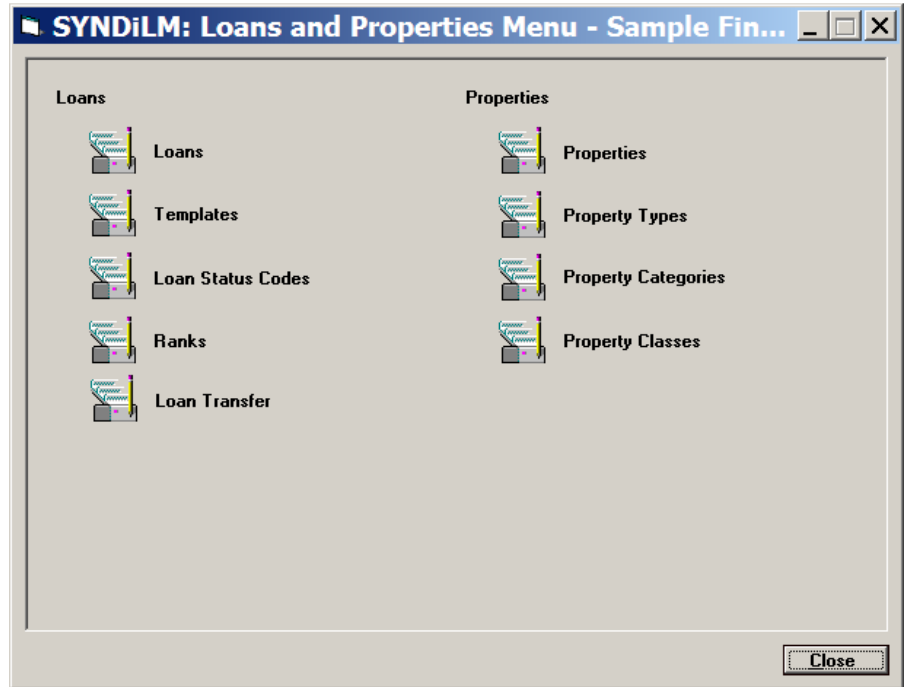 SYNDiLM: Loans and Properties Menu - Sample Fin...
Loans
Loans
Templates
Loan Status Codes
Ranks
Loan Transfer
Properties
Properties
Property Types
Property Categories
Property Classes
Close